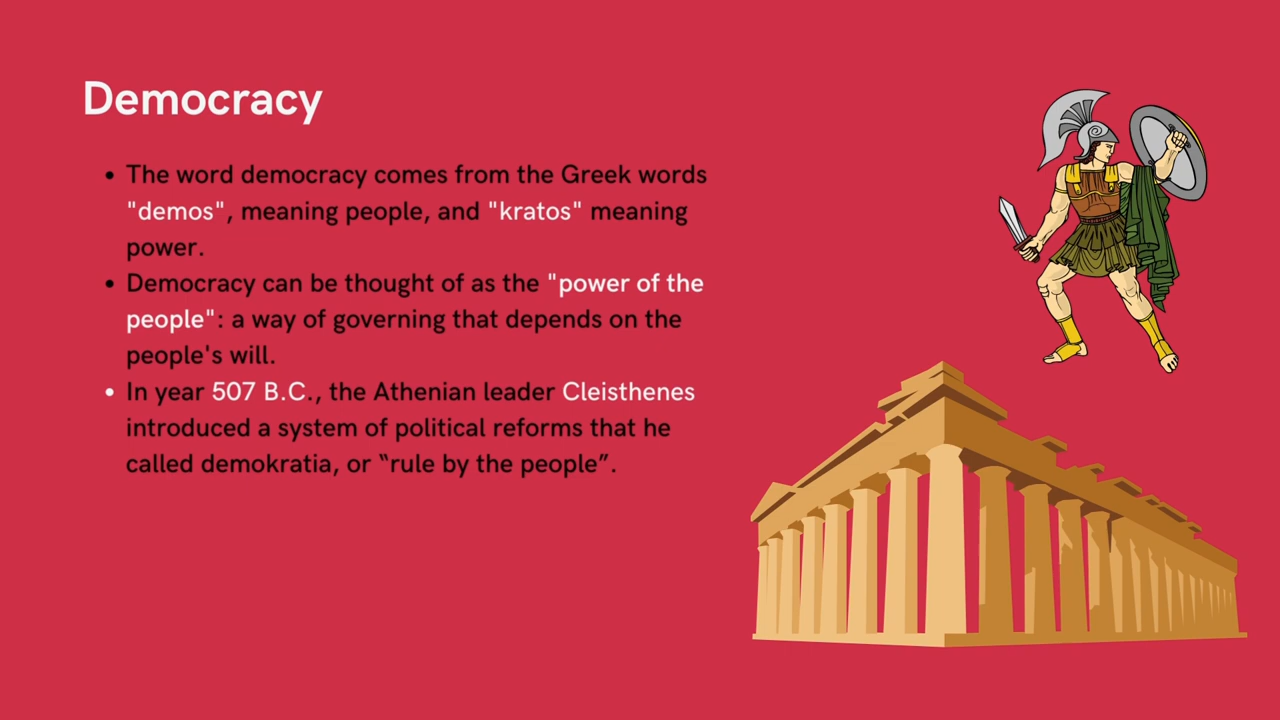 Democracy
• The word democracy comes from the Greek words
"demos", meaning people, and "kratos" meaning
power.
• Democracy can be thought of as the "power of the
people": a way of governing that depends on the
people's will.
• In year 507 B.C., the Athenian leader Cleisthenes
introduced a system of political reforms that he
called demokratia, or “rule by the people”.